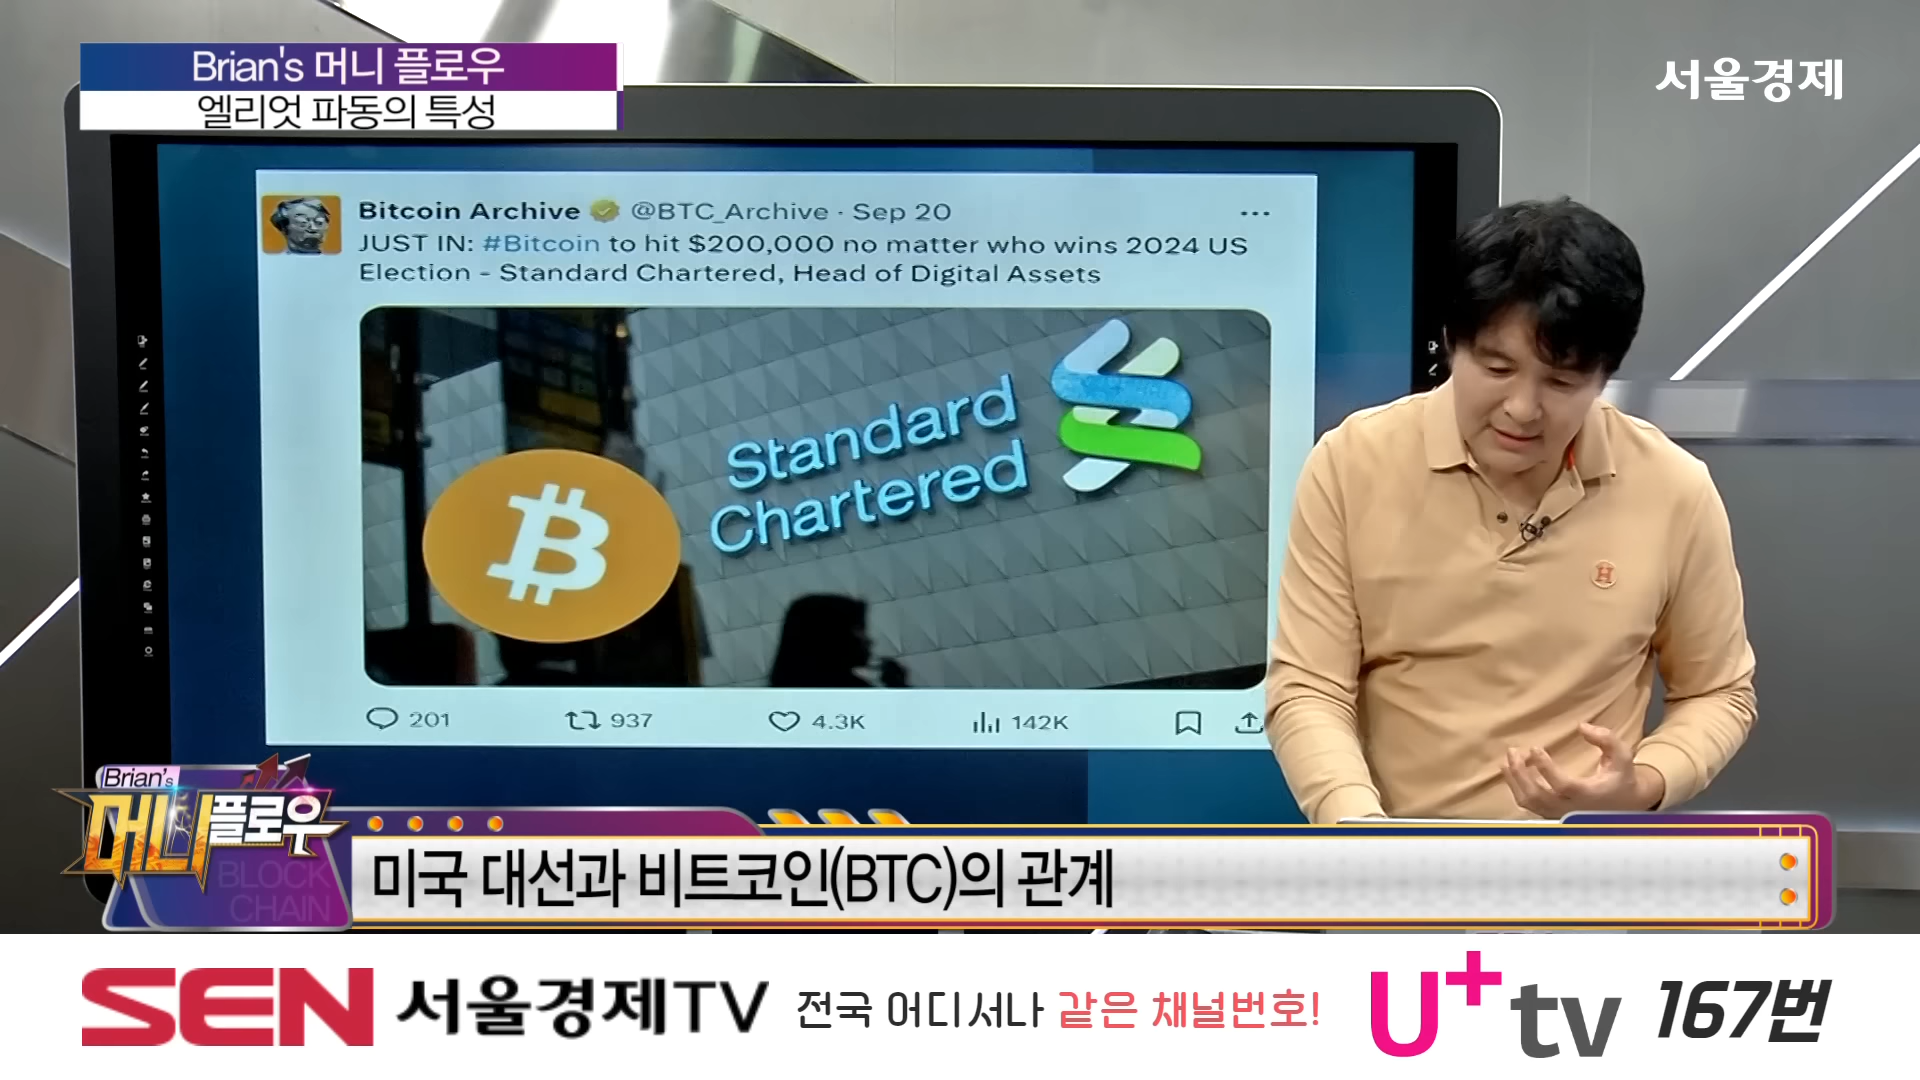 Brian's 머니 플로우
엘리엇 파동의 특성
서울경제
Bitcoin Archive @BTC_Archive · Sep 20
JUST IN: #Bitcoin to hit $200,000 no matter who wins 2024 US
Election - Standard Chartered, Head of Digital Assets
Standard
Chartered
201 937 4.3K 142K
H
Brian's
머니플로우
BLOCK
CHAIN
미국 대선과 비트코인(BTC)의 관계
SEN 서울경제TV 전국 어디서나 같은 채널번호! U+tv 167번